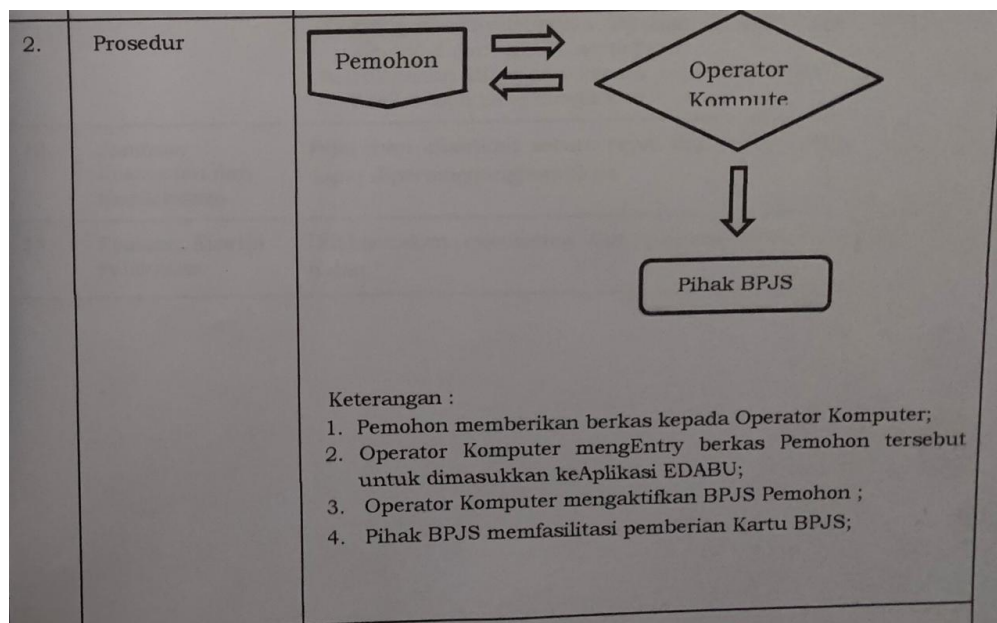 2. Prosedur
Pemohon
Operator
Kompute
Pihak BPJS
Keterangan :
1. Pemohon memberikan berkas kepada Operator Komputer;
2. Operator Komputer mengEntry berkas Pemohon tersebut
untuk dimasukkan keAplikasi EDABU;
3. Operator Komputer mengaktifkan BPJS Pemohon ;
4. Pihak BPJS memfasilitasi pemberian Kartu BPJS;